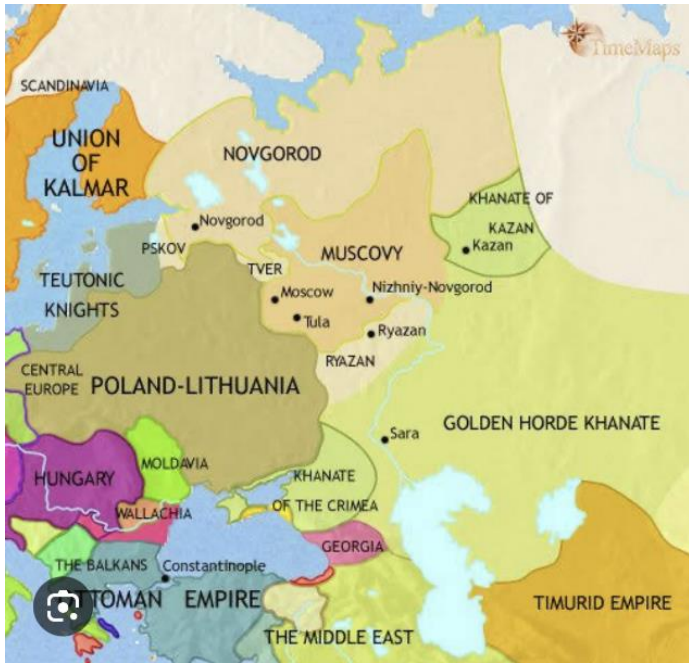 TimeMaps
SCANDINAVIA
UNION
OF
KALMAR
NOVGOROD
KHANATE OF
KAZAN
Kazan
Novgorod
PSKOV
MUSCOVY
TVER
TEUTONIC
KNIGHTS
Moscow
Nizhniy-Novgorod
Tula
Ryazan
RYAZAN
CENTRAL
EUROPE
POLAND-LITHUANIA
GOLDEN HORDE KHANATE
Sara
HUNGARY
MOLDAVIA
KHANATE
OF THE CRIMEA
WALLACHIA
GEORGIA
THE BALKANS
Constantinople
TTOMAN EMPIRE
TIMURID EMPIRE
THE MIDDLE EAST